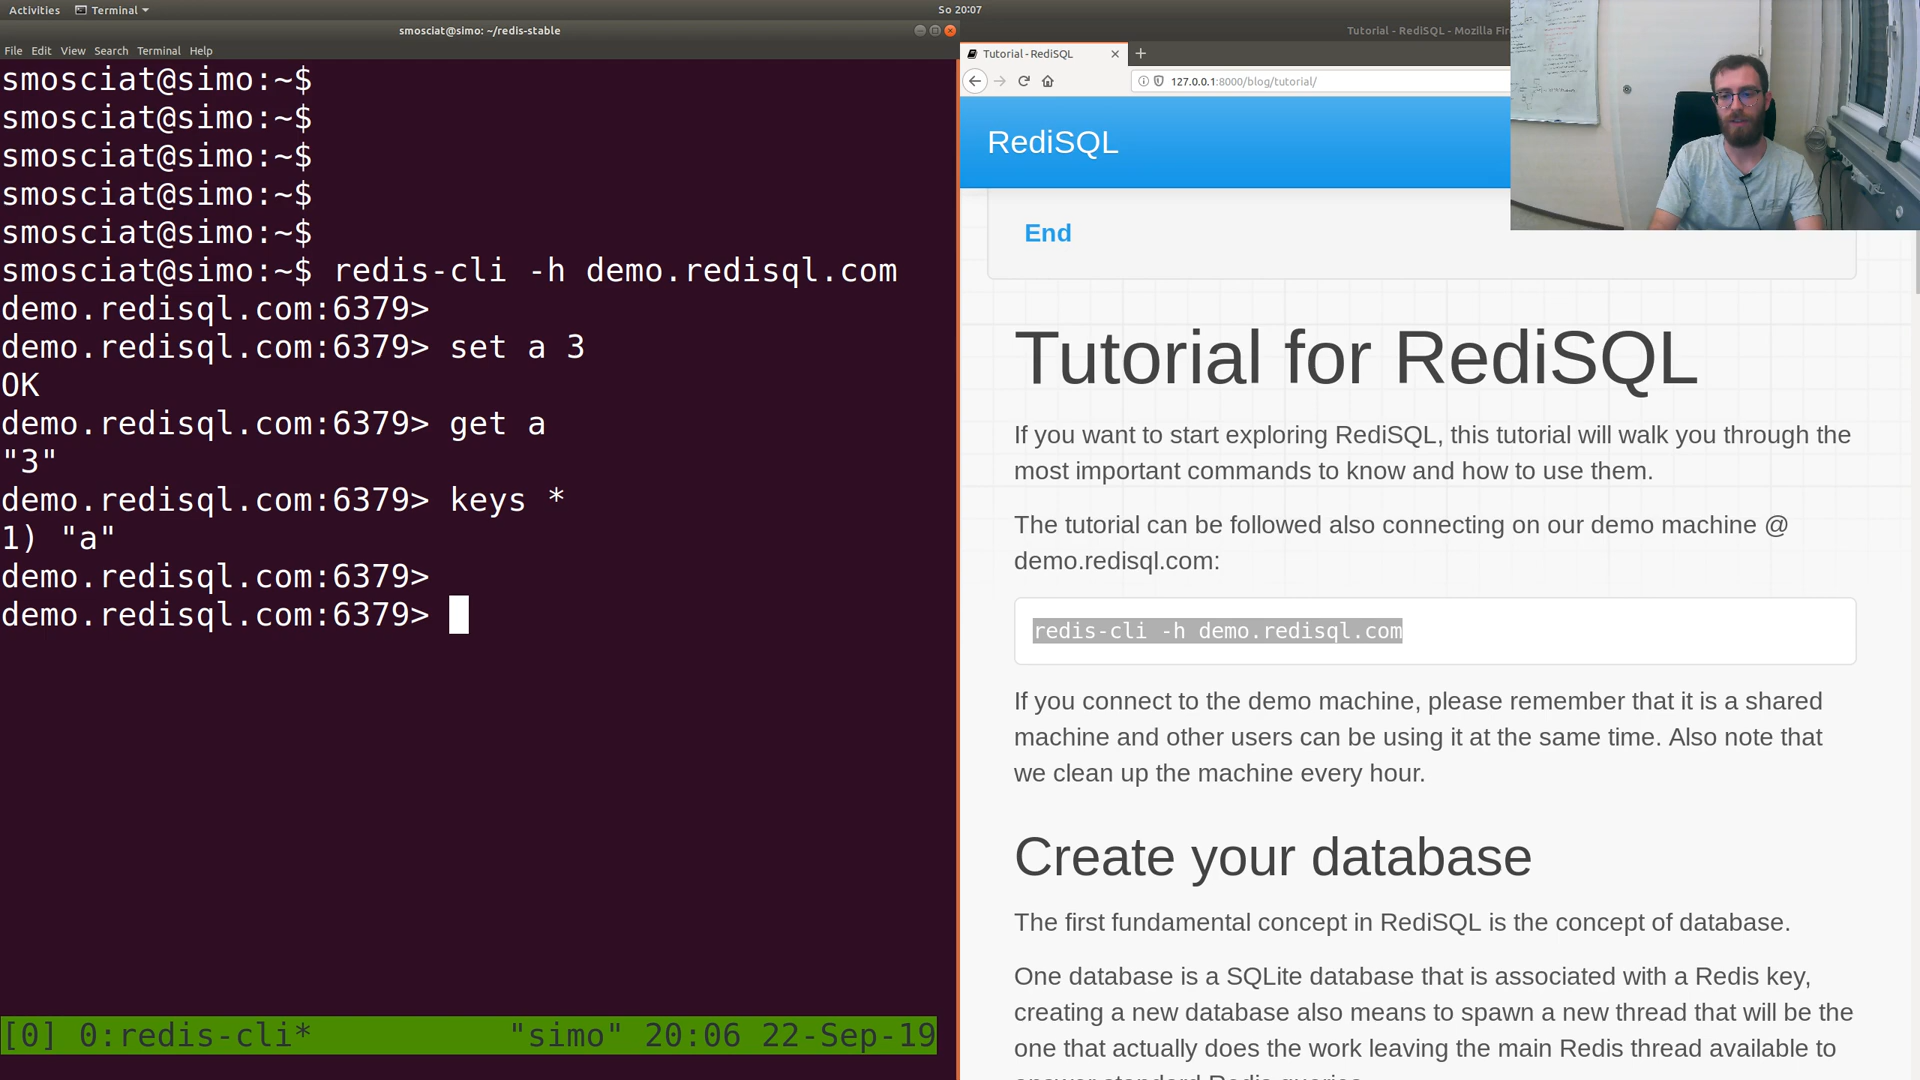 Activities Terminal So 20:07
smosciat@simo: ~/redis-stable
File Edit View Search Terminal Help
smosciat@simo:~$
smosciat@simo:~$
smosciat@simo:~$
smosciat@simo:~$
smosciat@simo:~$
smosciat@simo:~$ redis-cli -h demo.redisql.com
demo.redisql.com:6379>
demo.redisql.com:6379> set a 3
OK
demo.redisql.com:6379> get a
"3"
demo.redisql.com:6379> keys *
1) "a"
demo.redisql.com:6379>
demo.redisql.com:6379>
[0] 0:redis-cli* "simo" 20:06 22-Sep-19
Tutorial - RediSQL - Mozilla
Tutorial - RediSQL
127.0.0.1:8000/blog/tutorial/
RediSQL
End
Tutorial for RediSQL
If you want to start exploring RediSQL, this tutorial will walk you through the
most important commands to know and how to use them.
The tutorial can be followed also connecting on our demo machine @
demo.redisql.com:
redis-cli -h demo.redisql.com
If you connect to the demo machine, please remember that it is a shared
machine and other users can be using it at the same time. Also note that
we clean up the machine every hour.
Create your database
The first fundamental concept in RediSQL is the concept of database.
One database is a SQLite database that is associated with a Redis key,
creating a new database also means to spawn a new thread that will be the
one that actually does the work leaving the main Redis thread available to